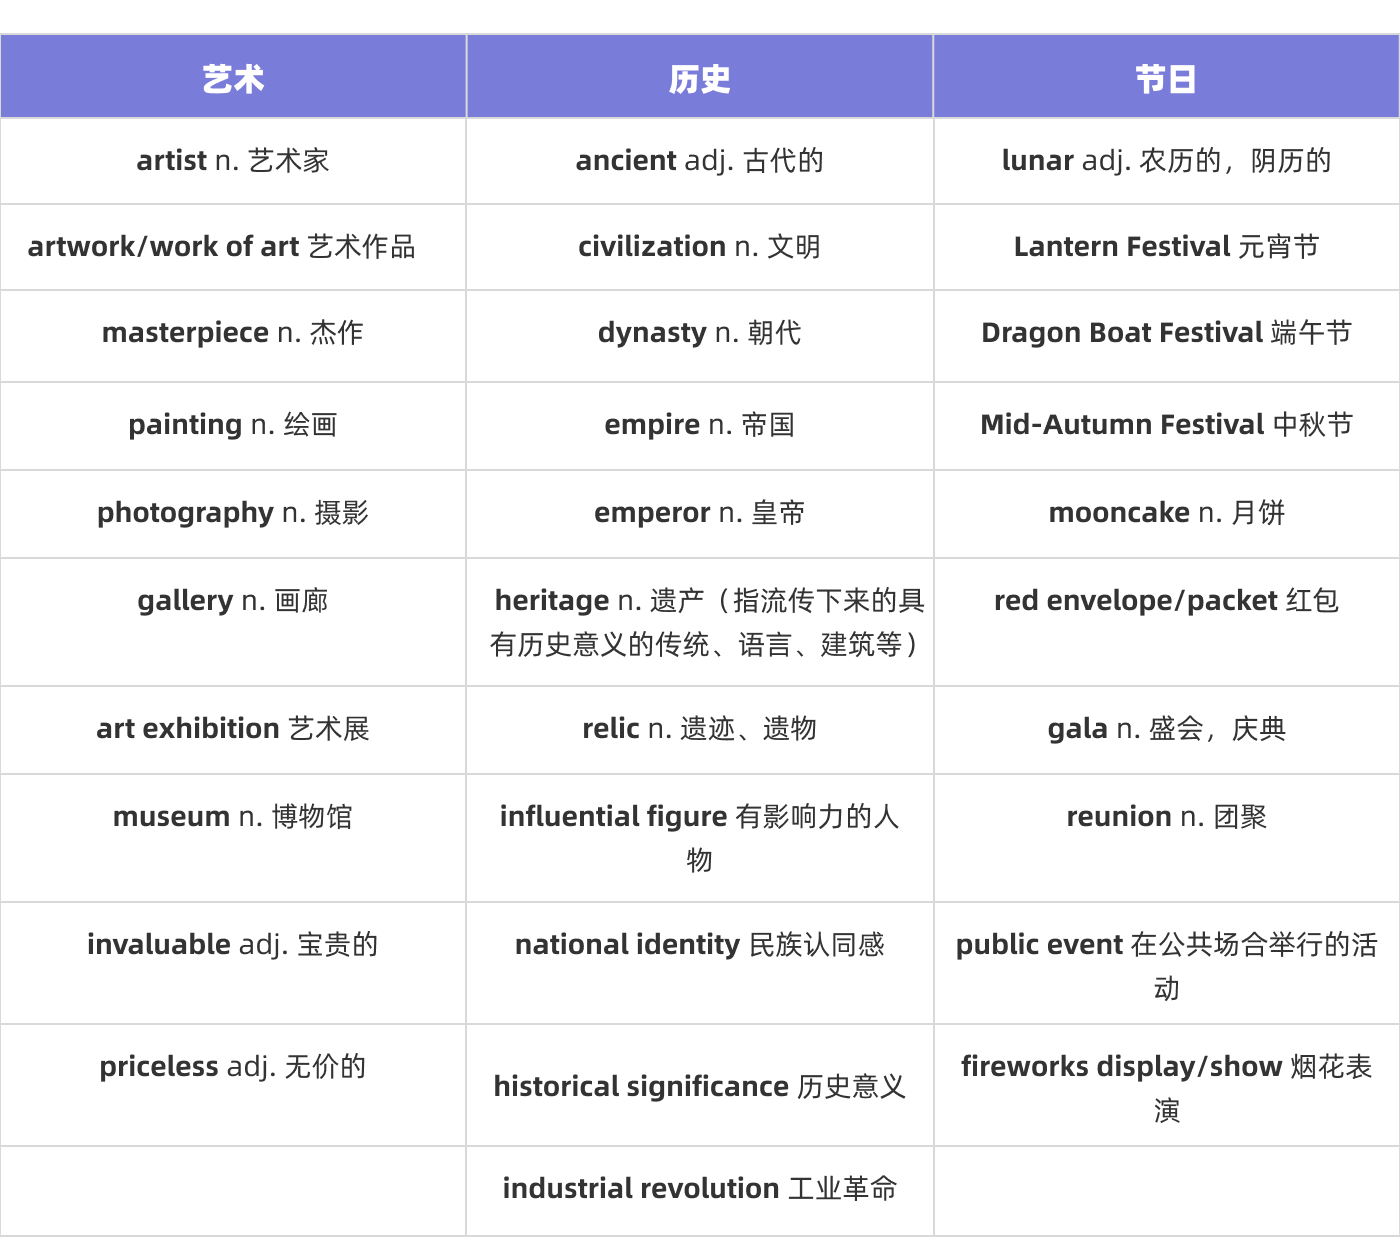 艺术 历史 节日
artist n. 艺术家 ancient adj. 古代的 lunar adj. 农历的，阴历的
artwork/work of art 艺术作品 civilization n. 文明 Lantern Festival 元宵节
masterpiece n. 杰作 dynasty n. 朝代 Dragon Boat Festival 端午节
painting n. 绘画 empire n. 帝国 Mid-Autumn Festival 中秋节
photography n. 摄影 emperor n. 皇帝 mooncake n. 月饼
gallery n. 画廊 heritage n. 遗产（指流传下来的具 red envelope/packet 红包
有历史意义的传统、语言、建筑等）
art exhibition 艺术展 relic n. 遗迹、遗物 gala n. 盛会，庆典
museum n. 博物馆 influential figure 有影响力的人 reunion n. 团聚
物
invaluable adj. 宝贵的 national identity 民族认同感 public event 在公共场合举行的活
动
priceless adj. 无价的 historical significance 历史意义 fireworks display/show 烟花表
演
industrial revolution 工业革命